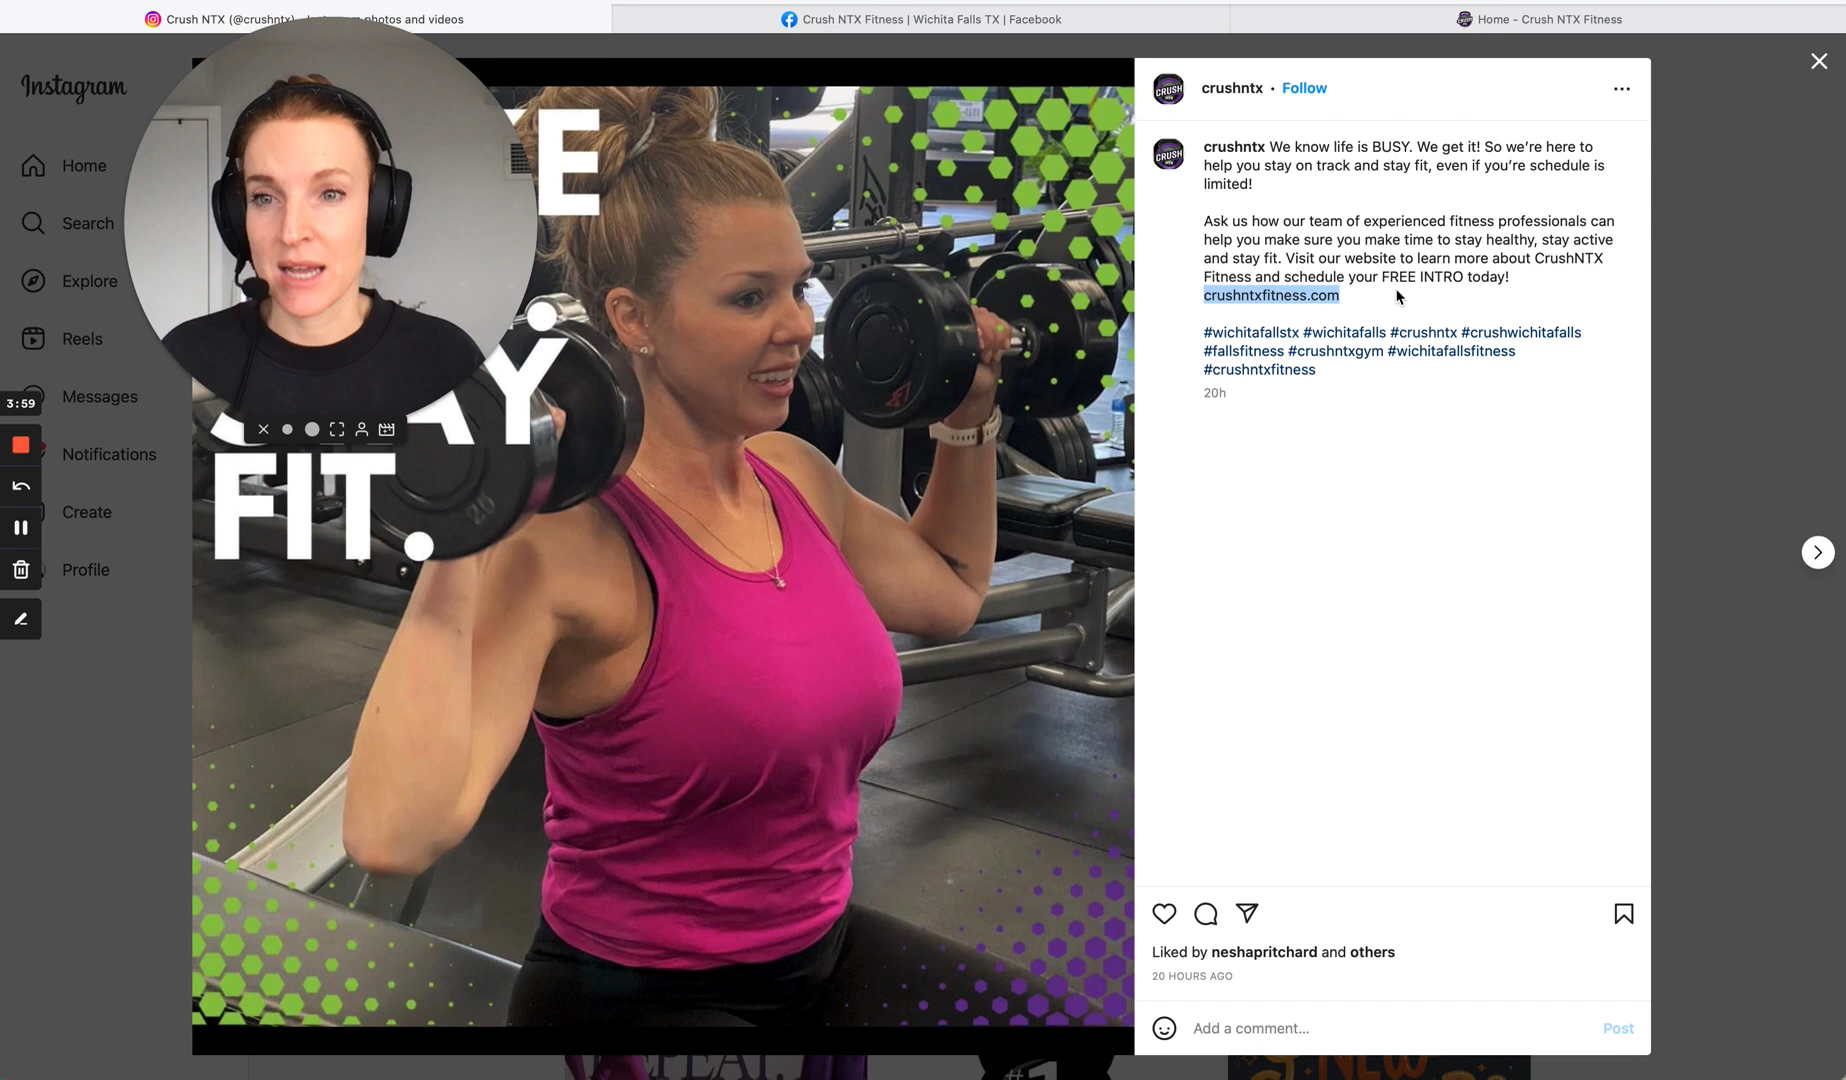 Crush NTX (@crushntx)
photos and videos
Crush NTX Fitness | Wichita Falls TX | Facebook
Home - Crush NTX Fitness
Instagram
Home
Search
Explore
Reels
Messages
Notifications
Create
Profile
3:59
E
FIT.
20
CRUSH
crushntx • Follow
CRUSH
crushntx We know life is BUSY. We get it! So we're here to
help you stay on track and stay fit, even if you're schedule is
limited!
Ask us how our team of experienced fitness professionals can
help you make sure you make time to stay healthy, stay active
and stay fit. Visit our website to learn more about CrushNTX
Fitness and schedule your FREE INTRO today!
crushntxfitness.com
#wichitafallstx #wichitafalls #crushntx #crushwichitafalls
#fallsfitness #crushntxgym #wichitafallsfitness
#crushntxfitness
20h
Liked by neshapritchard and others
20 HOURS AGO
Add a comment...
Post
REPEAT.
#1
NEW